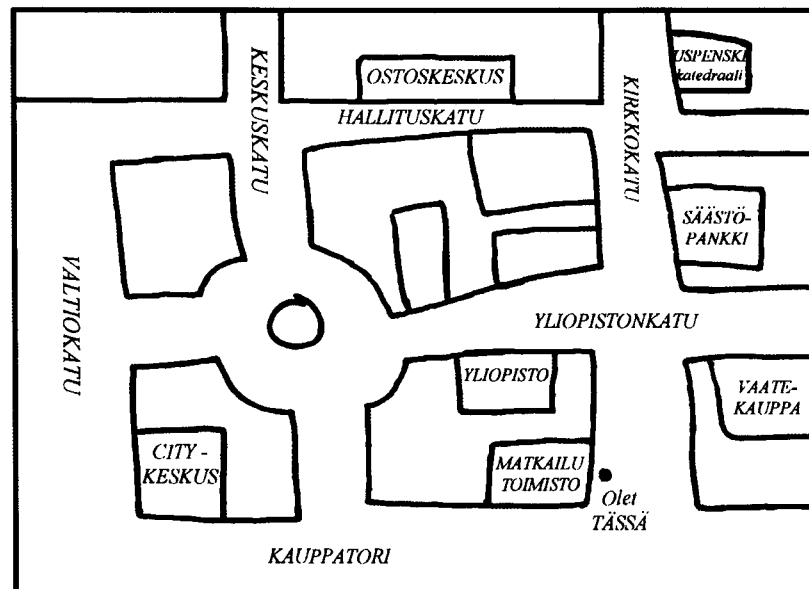 KESKUSKATU
OSTOSKESKUS
HALLITUSKATU
KIRKKOKATU
USPENSKI
katedraali
SÄÄSTÖ-
PANKKI
VALTIOKATU
YLIOPISTONKATU
YLIOPISTO
VAATE-
KAUPPA
CITY -
KESKUS
MATKAILU
TOIMISTO
Olet
TÄSSÄ
KAUPPATORI